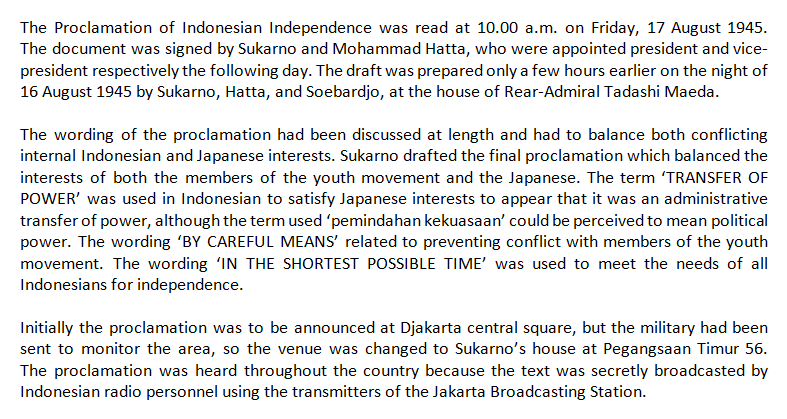 The Proclamation of Indonesian Independence was read at 10.00 a.m. on Friday, 17 August 1945.
The document was signed by Sukarno and Mohammad Hatta, who were appointed president and vice-
president respectively the following day. The draft was prepared only a few hours earlier on the night of
16 August 1945 by Sukarno, Hatta, and Soebardjo, at the house of Rear-Admiral Tadashi Maeda.
The wording of the proclamation had been discussed at length and had to balance both conflicting
internal Indonesian and Japanese interests. Sukarno drafted the final proclamation which balanced the
interests of both the members of the youth movement and the Japanese. The term ‘TRANSFER OF
POWER’ was used in Indonesian to satisfy Japanese interests to appear that it was an administrative
transfer of power, although the term used ‘pemindahan kekuasaan’ could be perceived to mean political
power. The wording ‘BY CAREFUL MEANS’ related to preventing conflict with members of the youth
movement. The wording ‘IN THE SHORTEST POSSIBLE TIME’ was used to meet the needs of all
Indonesians for independence.
Initially the proclamation was to be announced at Djakarta central square, but the military had been
sent to monitor the area, so the venue was changed to Sukarno’s house at Pegangsaan Timur 56.
The proclamation was heard throughout the country because the text was secretly broadcasted by
Indonesian radio personnel using the transmitters of the Jakarta Broadcasting Station.